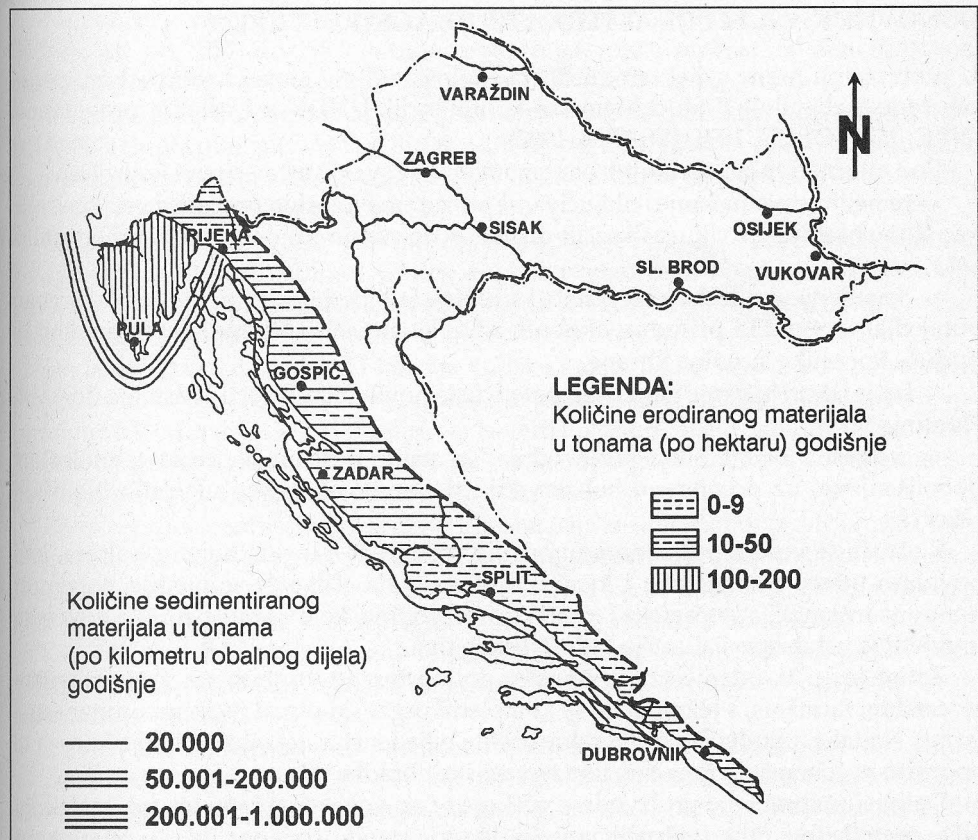 VARAŽDIN
N
ZAGREB
OSIJEK
RIJEKA
SISAK
SL. BROD
VUKOVAR
PULA
GOSPIĆ
LEGENDA:
Količine erodiranog materijala
u tonama (po hektaru) godišnje
ZADAR
0-9
10-50
100-200
SPLIT
Količine sedimentiranog
materijala u tonama
(po kilometru obalnog dijela)
godišnje
20.000
50.001-200.000
200.001-1.000.000
DUBROVNIK